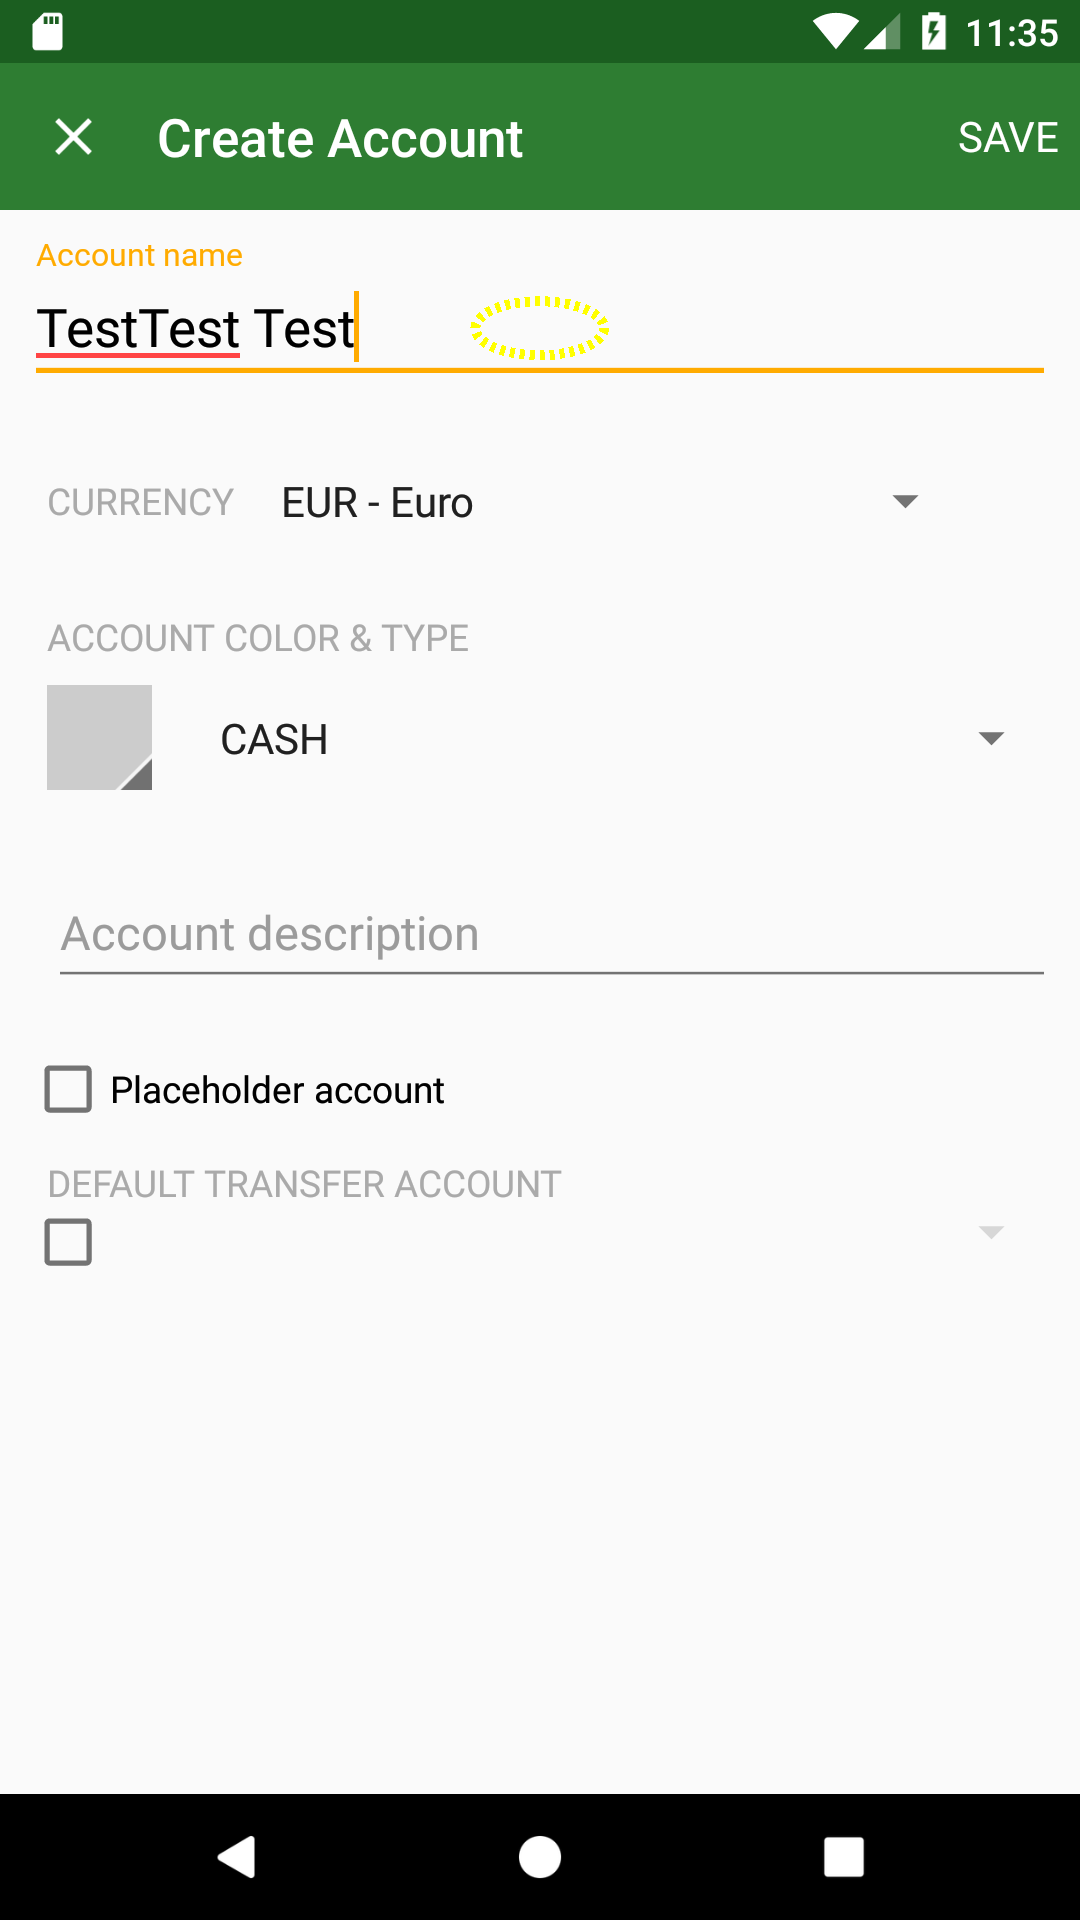 11:35
Create Account
SAVE
Account name
TestTest Test
CURRENCY
EUR - Euro
ACCOUNT COLOR & TYPE
CASH
Account description
Placeholder account
DEFAULT TRANSFER ACCOUNT